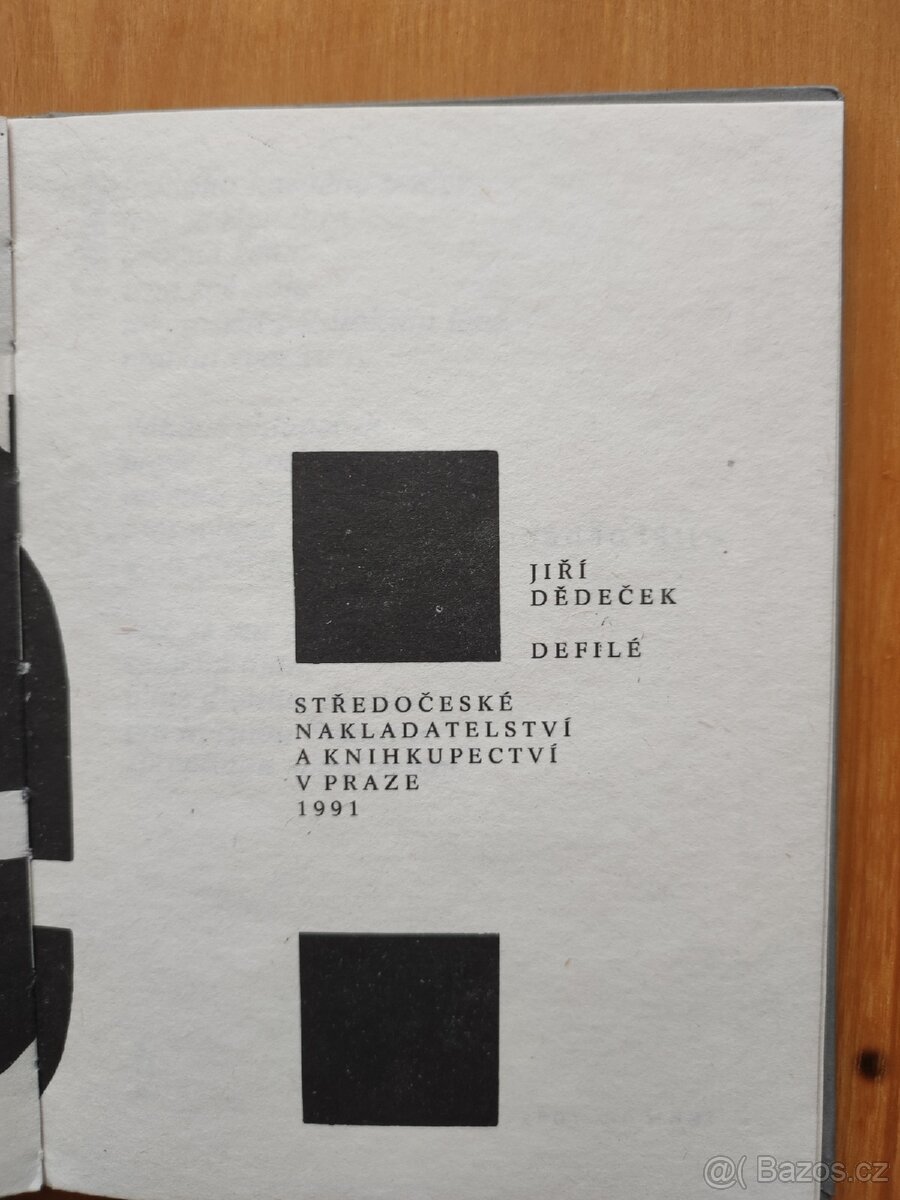 JIŘÍ
DĚDEČEK
DEFILÉ
STŘEDOČESKÉ
NAKLADATELSTVÍ
A KNIHKUPECTVÍ
V PRAZE
1991
@( Bazos.cz